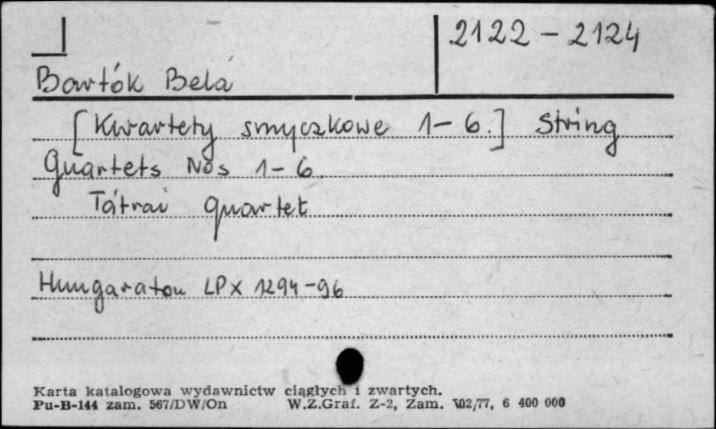 2122 – 2124
Bartók Bela
[Kwartety smyczkowe 1–6.] String
Quartets Nos 1–6.
Tátrai Quartet
Hungaraton LPX 1294-96
Karta katalogowa wydawnictw ciągłych i zwartych.
Pu-B-144 zam. 567/DW/On W.Z.Graf. Z-2, Zam. 102/77, 6 400 000